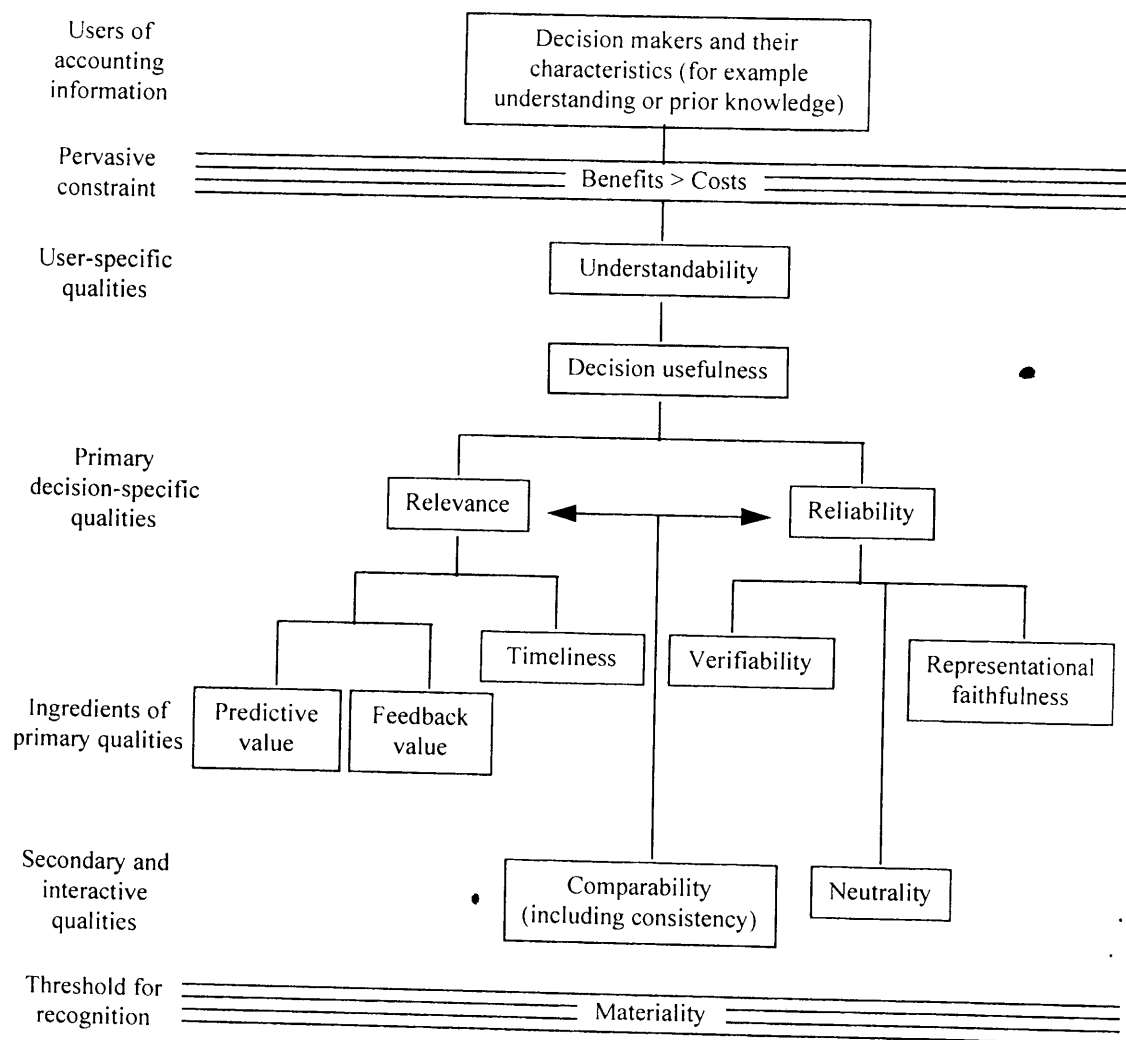 Users of
accounting
information
Decision makers and their
characteristics (for example
understanding or prior knowledge)
Pervasive
constraint
Benefits > Costs
User-specific
qualities
Understandability
Decision usefulness
Primary
decision-specific
qualities
Relevance
Reliability
Timeliness
Verifiability
Representational
faithfulness
Ingredients of
primary qualities
Predictive
value
Feedback
value
Secondary and
interactive
qualities
Comparability
(including consistency)
Neutrality
Threshold for
recognition
Materiality